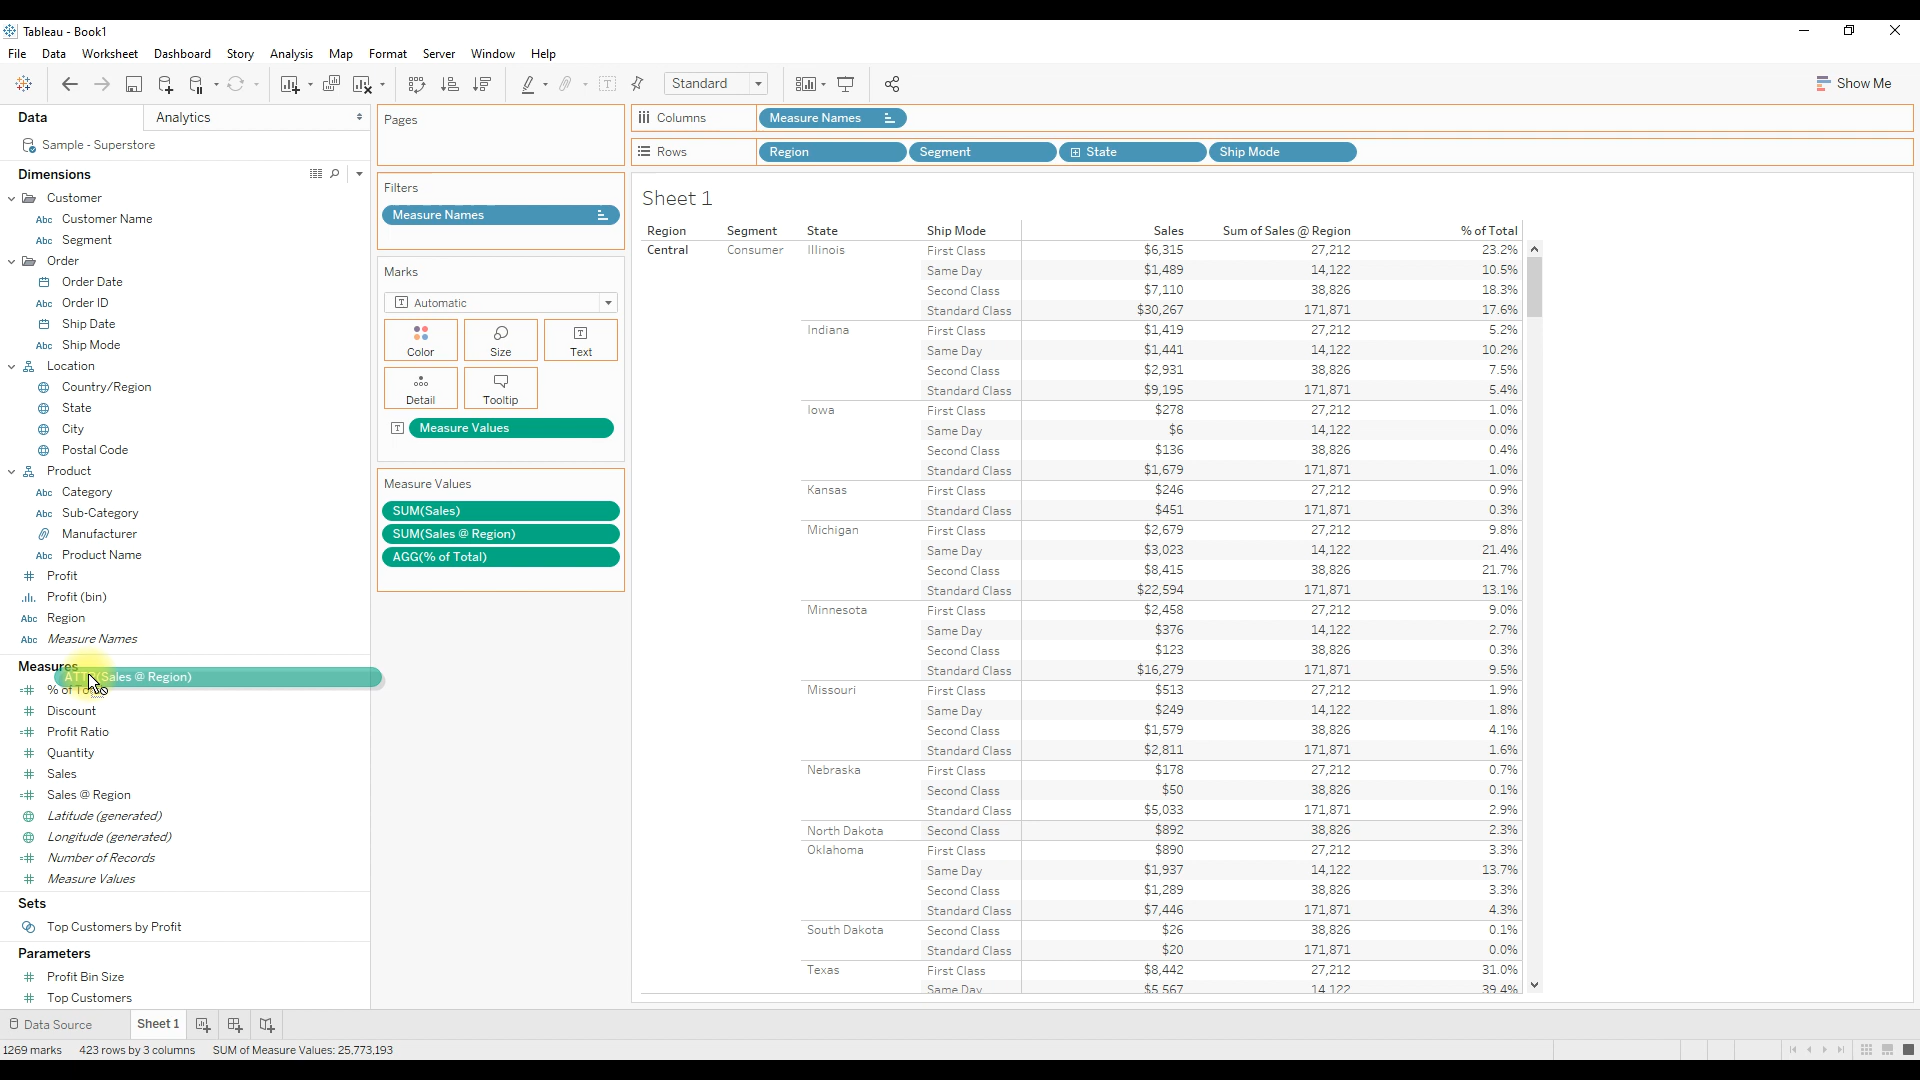 Tableau - Book1
File Data Worksheet Dashboard Story Analysis Map Format Server Window Help
Standard
Show Me
Data Analytics
Sample - Superstore
Dimensions
Customer
Abc Customer Name
Abc Segment
Order
Order Date
Abc Order ID
Ship Date
Abc Ship Mode
Location
Country/Region
State
City
Postal Code
Product
Abc Category
Abc Sub-Category
Manufacturer
Abc Product Name
# Profit
Profit (bin)
Abc Region
Abc Measure Names
Measures
(Sales @ Region)
=# % of
# Discount
=# Profit Ratio
# Quantity
# Sales
=# Sales @ Region
Latitude (generated)
Longitude (generated)
=# Number of Records
# Measure Values
Sets
Top Customers by Profit
Parameters
# Profit Bin Size
# Top Customers
Pages
Filters
Measure Names
Marks
T Automatic
Color Size T Text
Detail Tooltip
T Measure Values
Measure Values
SUM(Sales)
SUM(Sales @ Region)
AGG(% of Total)
Columns Measure Names
Rows Region Segment State Ship Mode
Sheet 1
Region Segment State Ship Mode Sales Sum of Sales @ Region % of Total
Central Consumer Illinois First Class $6,315 27,212 23.2%
Same Day $1,489 14,122 10.5%
Second Class $7,110 38,826 18.3%
Standard Class $30,267 171,871 17.6%
Indiana First Class $1,419 27,212 5.2%
Same Day $1,441 14,122 10.2%
Second Class $2,931 38,826 7.5%
Standard Class $9,195 171,871 5.4%
Iowa First Class $278 27,212 1.0%
Same Day $6 14,122 0.0%
Second Class $136 38,826 0.4%
Standard Class $1,679 171,871 1.0%
Kansas First Class $246 27,212 0.9%
Standard Class $451 171,871 0.3%
Michigan First Class $2,679 27,212 9.8%
Same Day $3,023 14,122 21.4%
Second Class $8,415 38,826 21.7%
Standard Class $22,594 171,871 13.1%
Minnesota First Class $2,458 27,212 9.0%
Same Day $376 14,122 2.7%
Second Class $123 38,826 0.3%
Standard Class $16,279 171,871 9.5%
Missouri First Class $513 27,212 1.9%
Same Day $249 14,122 1.8%
Second Class $1,579 38,826 4.1%
Standard Class $2,811 171,871 1.6%
Nebraska First Class $178 27,212 0.7%
Second Class $50 38,826 0.1%
Standard Class $5,033 171,871 2.9%
North Dakota Second Class $892 38,826 2.3%
Oklahoma First Class $890 27,212 3.3%
Same Day $1,937 14,122 13.7%
Second Class $1,289 38,826 3.3%
Standard Class $7,446 171,871 4.3%
South Dakota Second Class $26 38,826 0.1%
Standard Class $20 171,871 0.0%
Texas First Class $8,442 27,212 31.0%
Same Day $5,567 14,122 39.4%
Data Source Sheet 1
1269 marks 423 rows by 3 columns SUM of Measure Values: 25,773,193